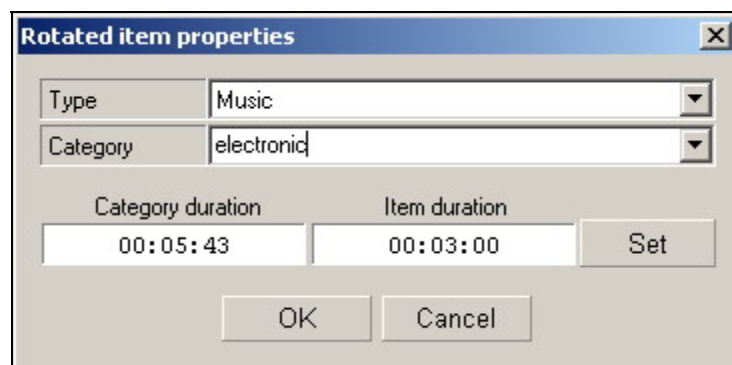 Rotated item properties
Type Music
Category electronic
Category duration Item duration
00:05:43 00:03:00 Set
OK Cancel